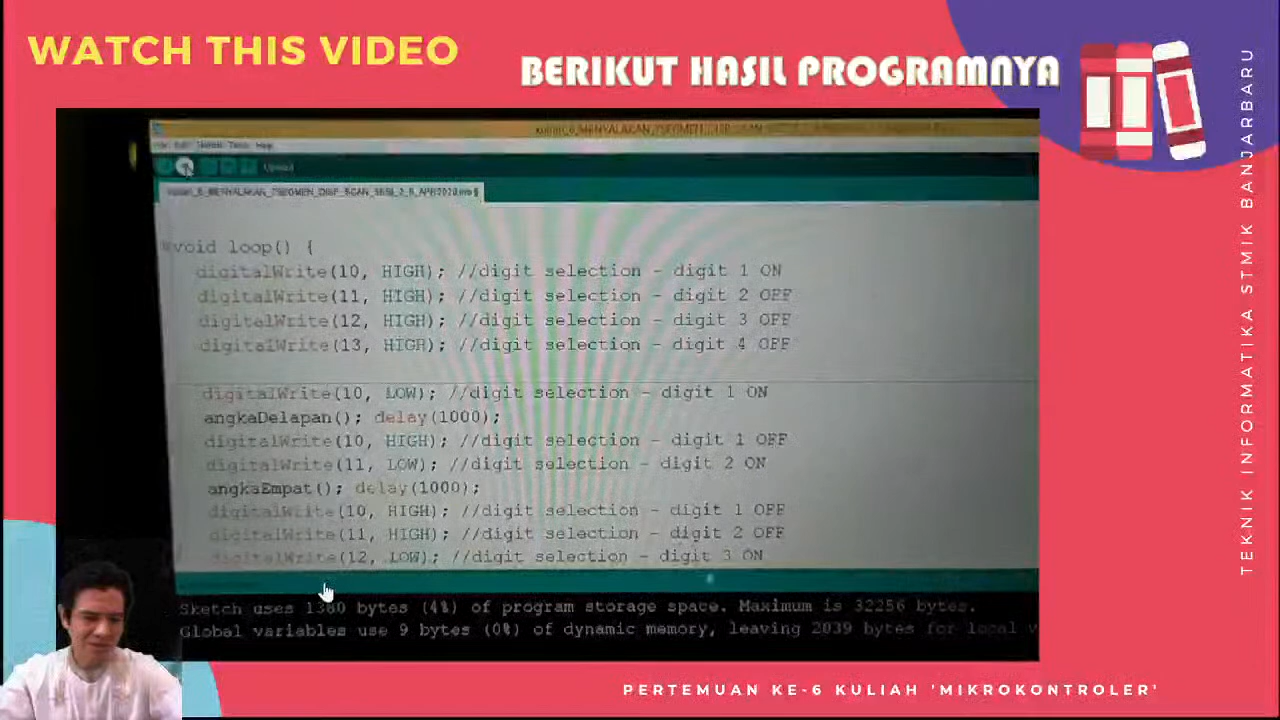 WATCH THIS VIDEO
BERIKUT HASIL PROGRAMNYA
Upload
void loop() {
digitalWrite(10, HIGH); //digit selection - digit 1 ON
digitalWrite(11, HIGH); //digit selection - digit 2 OFF
digitalWrite(12, HIGH); //digit selection - digit 3 OFF
digitalWrite(13, HIGH); //digit selection - digit 4 OFF
digitalWrite(10, LOW); //digit selection - digit 1 ON
angkaDelapan(); delay(1000);
digitalWrite(10, HIGH); //digit selection - digit 1 OFF
digitalWrite(11, LOW); //digit selection - digit 2 ON
angkaEmpat(); delay(1000);
digitalWrite(10, HIGH); //digit selection - digit 1 OFF
digitalWrite(11, HIGH); //digit selection - digit 2 OFF
digitalWrite(12, LOW); //digit selection - digit 3 ON
Sketch uses 1380 bytes (4%) of program storage space. Maximum is 32256 bytes.
Global variables use 9 bytes (0%) of dynamic memory, leaving 2039 bytes for local v
PERTEMUAN KE-6 KULIAH 'MIKROKONTROLER'
TEKNIK INFORMATIKA STMIK BANJARBARU